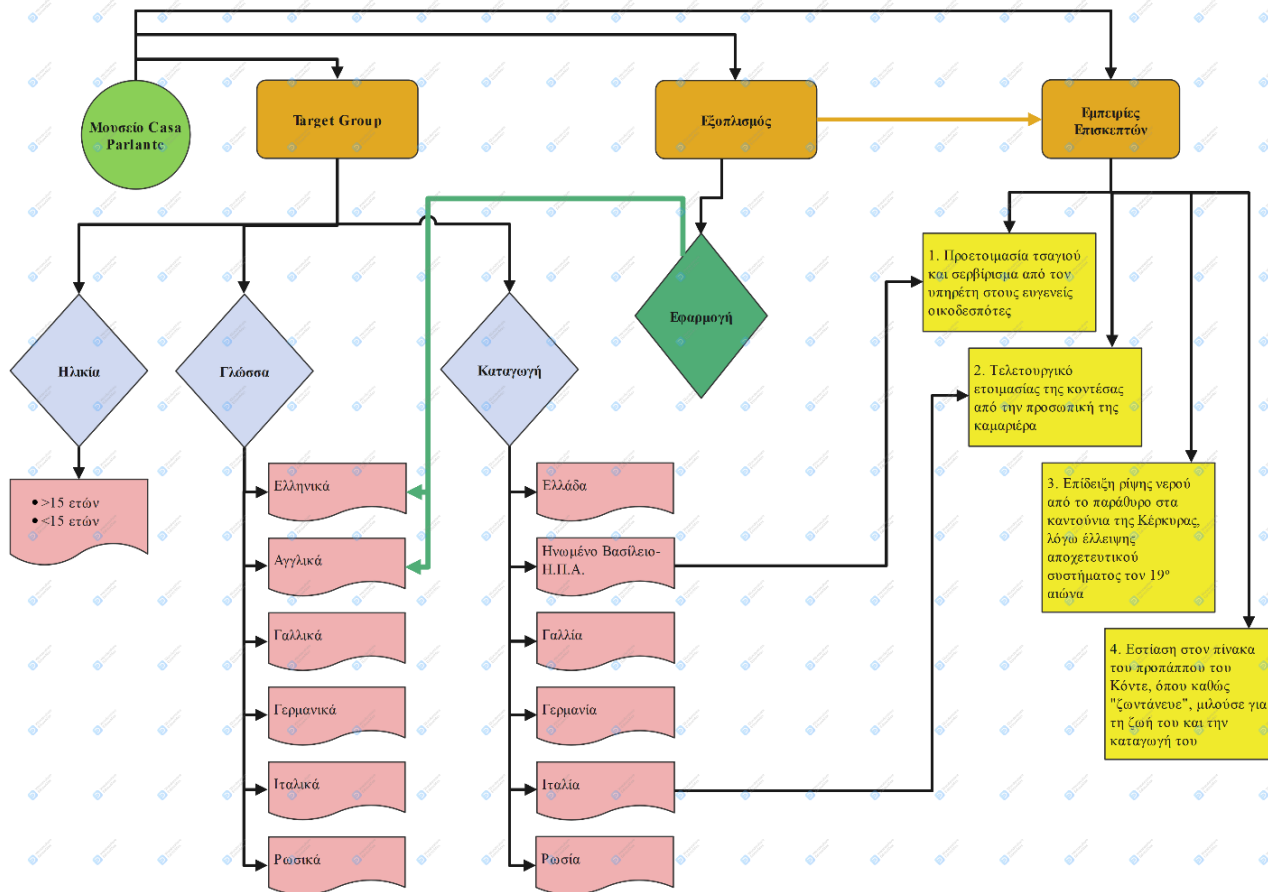 Μουσείο Casa
Parlante
Target Group
Εξοπλισμός
Εμπειρίες
Επισκεπτών
Ηλικία
Γλώσσα
Καταγωγή
Εφαρμογή
• >15 ετών
• <15 ετών
Ελληνικά
Αγγλικά
Γαλλικά
Γερμανικά
Ιταλικά
Ρωσικά
Ελλάδα
Ηνωμένο Βασίλειο-
Η.Π.Α.
Γαλλία
Γερμανία
Ιταλία
Ρωσία
1. Προετοιμασία τσαγιού
και σερβίρισμα από τον
υπηρέτη στους ευγενείς
οικοδεσπότες
2. Τελετουργικό
ετοιμασίας της κοντέσας
από την προσωπική της
καμαριέρα
3. Επίδειξη ρίψης νερού
από το παράθυρο στα
καντούνια της Κέρκυρας,
λόγω έλλειψης
αποχετευτικού
συστήματος τον 19ο
αιώνα
4. Εστίαση στον πίνακα
του προπάππου του
Κόντε, όπου καθώς
"ζωντάνευε", μιλούσε για
τη ζωή του και την
καταγωγή του